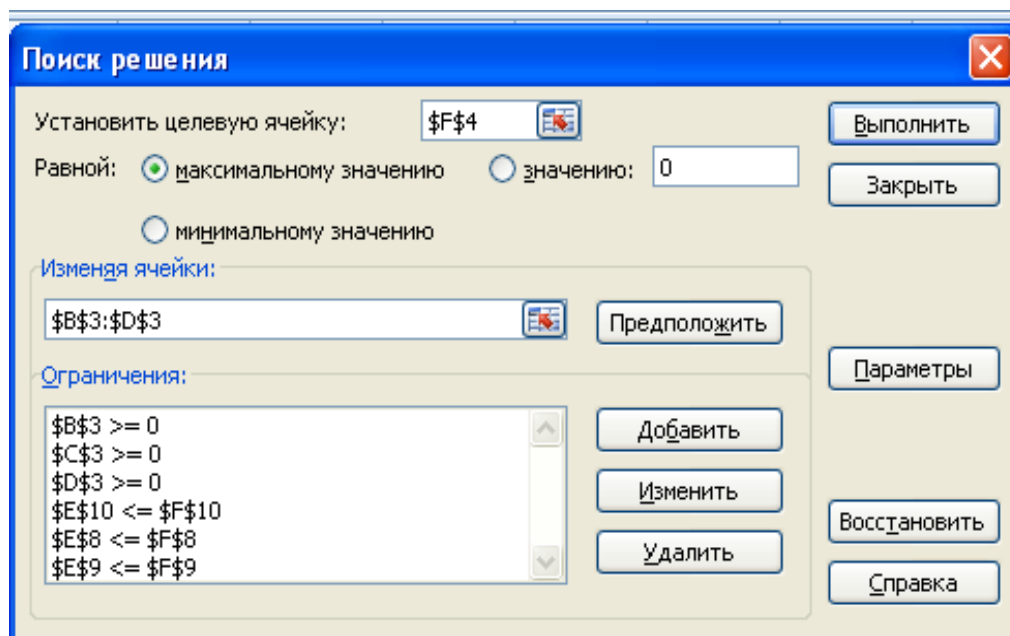 Поиск решения
Установить целевую ячейку: $F$4
Выполнить
Равной: максимальному значению значению: 0
Закрыть
минимальному значению
Изменяя ячейки:
$B$3:$D$3
Предположить
Параметры
Ограничения:
$B$3 >= 0
$C$3 >= 0
$D$3 >= 0
$E$10 <= $F$10
$E$8 <= $F$8
$E$9 <= $F$9
Добавить
Изменить
Удалить
Восстановить
Справка